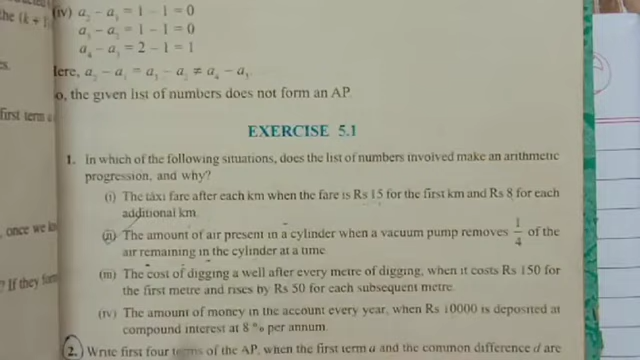 the (k + 1)
(iv) a₂ – a₁ = 1 – 1 = 0
a₃ – a₂ = 1 – 1 = 0
a₄ – a₃ = 2 – 1 = 1
Here, a₂ – a₁ = a₃ – a₂ ≠ a₄ – a₃.
o, the given list of numbers does not form an AP.
first term a
EXERCISE 5.1
1. In which of the following situations, does the list of numbers involved make an arithmetic
progression, and why?
(i) The taxi fare after each km when the fare is Rs 15 for the first km and Rs 8 for each
additional km.
(ii) The amount of air present in a cylinder when a vacuum pump removes 1/4 of the
air remaining in the cylinder at a time.
, once we
(iii) The cost of digging a well after every metre of digging, when it costs Rs 150 for
the first metre and rises by Rs 50 for each subsequent metre.
? If they form
(iv) The amount of money in the account every year, when Rs 10000 is deposited at
compound interest at 8 % per annum.
2. Write first four terms of the AP, when the first term a and the common difference d are